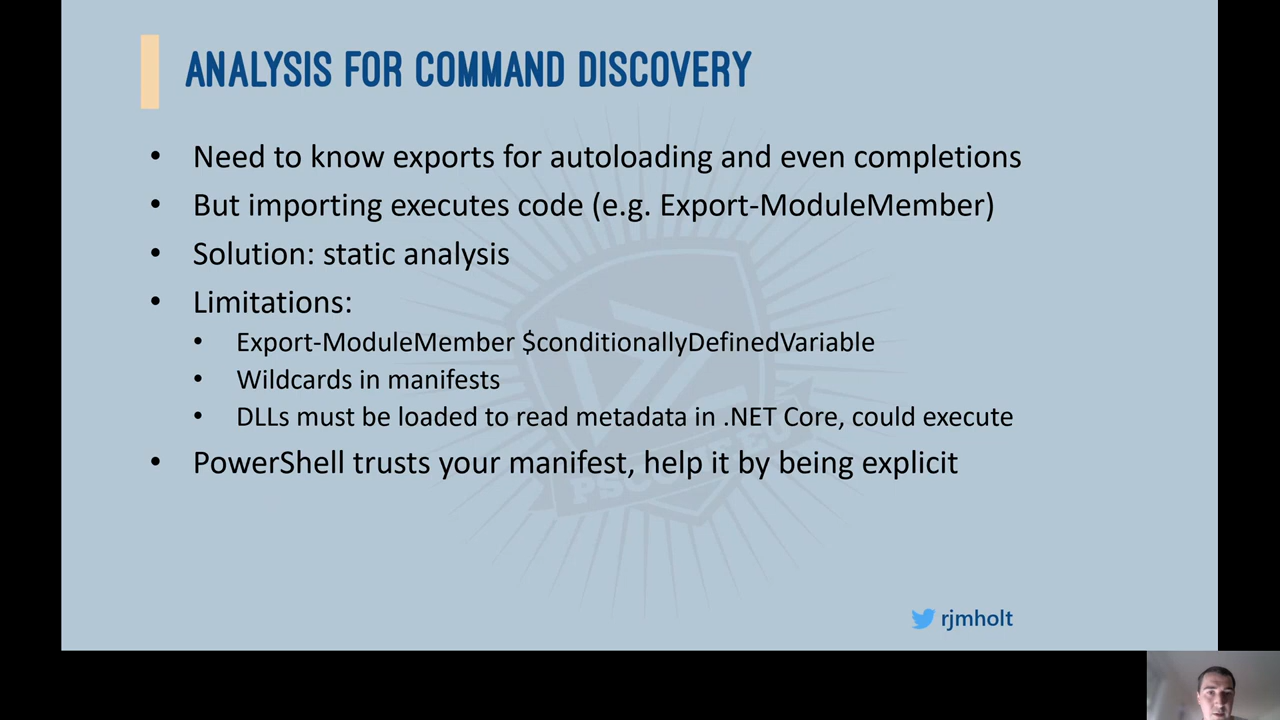 ANALYSIS FOR COMMAND DISCOVERY
• Need to know exports for autoloading and even completions
• But importing executes code (e.g. Export-ModuleMember)
• Solution: static analysis
• Limitations:
• Export-ModuleMember $conditionallyDefinedVariable
• Wildcards in manifests
• DLLs must be loaded to read metadata in .NET Core, could execute
• PowerShell trusts your manifest, help it by being explicit
PSCONF.EU
rjmholt